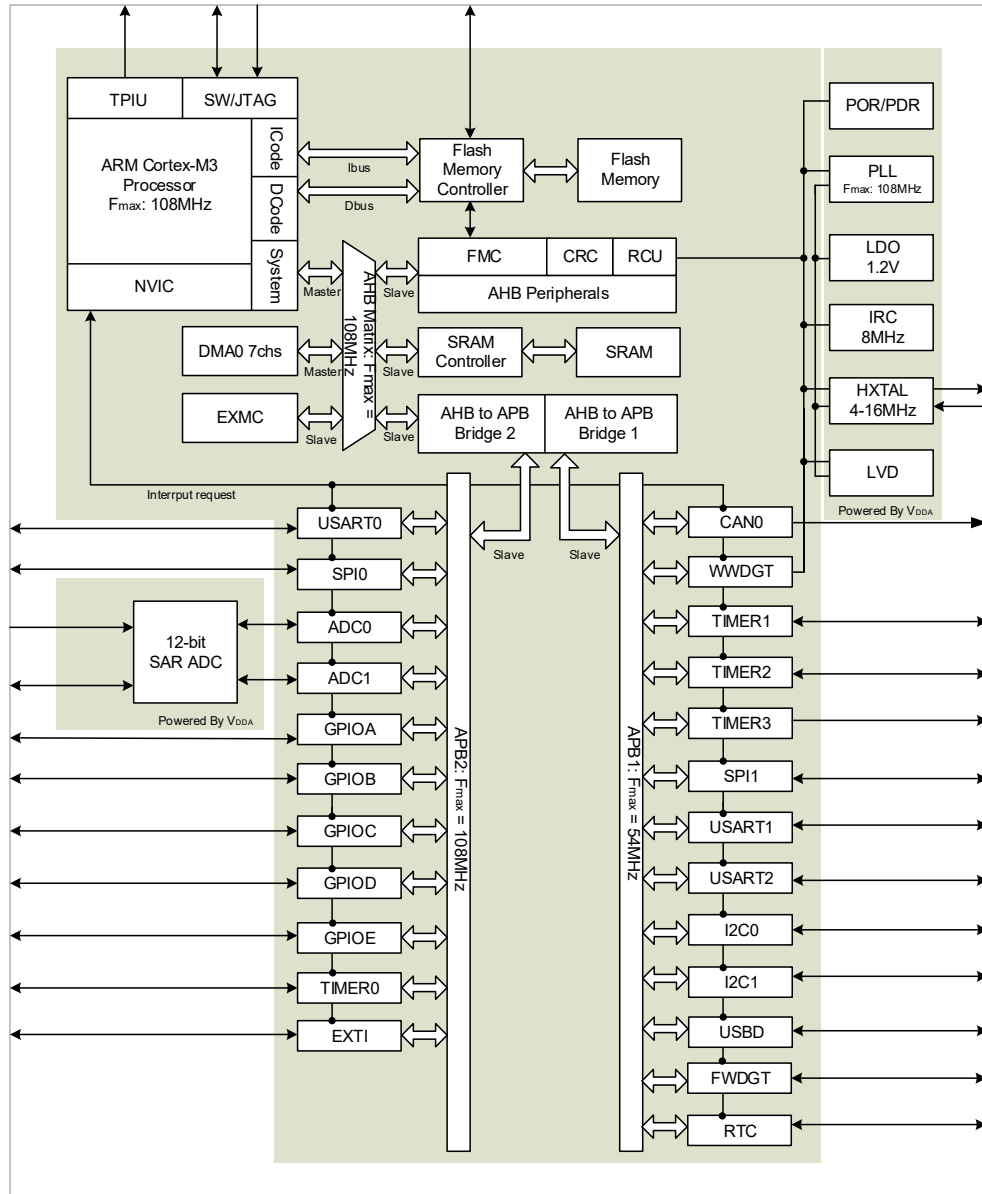 TPIU
SW/JTAG
ARM Cortex-M3
Processor
Fmax: 108MHz
ICode
DCode
System
NVIC
Ibus
Dbus
Flash
Memory
Controller
Flash
Memory
FMC
CRC
RCU
AHB Peripherals
Master
Slave
AHB Matrix: Fmax =
108MHz
DMA0 7chs
Master
Slave
SRAM
Controller
SRAM
EXMC
Slave
Slave
AHB to APB
Bridge 2
AHB to APB
Bridge 1
POR/PDR
PLL
Fmax: 108MHz
LDO
1.2V
IRC
8MHz
HXTAL
4-16MHz
LVD
Powered By VDDA
Interrput request
Slave
Slave
USART0
SPI0
ADC0
ADC1
GPIOA
GPIOB
GPIOC
GPIOD
GPIOE
TIMER0
EXTI
12-bit
SAR ADC
Powered By VDDA
APB2: Fmax = 108MHz
APB1: Fmax = 54MHz
CAN0
WWDGT
TIMER1
TIMER2
TIMER3
SPI1
USART1
USART2
I2C0
I2C1
USBD
FWDGT
RTC